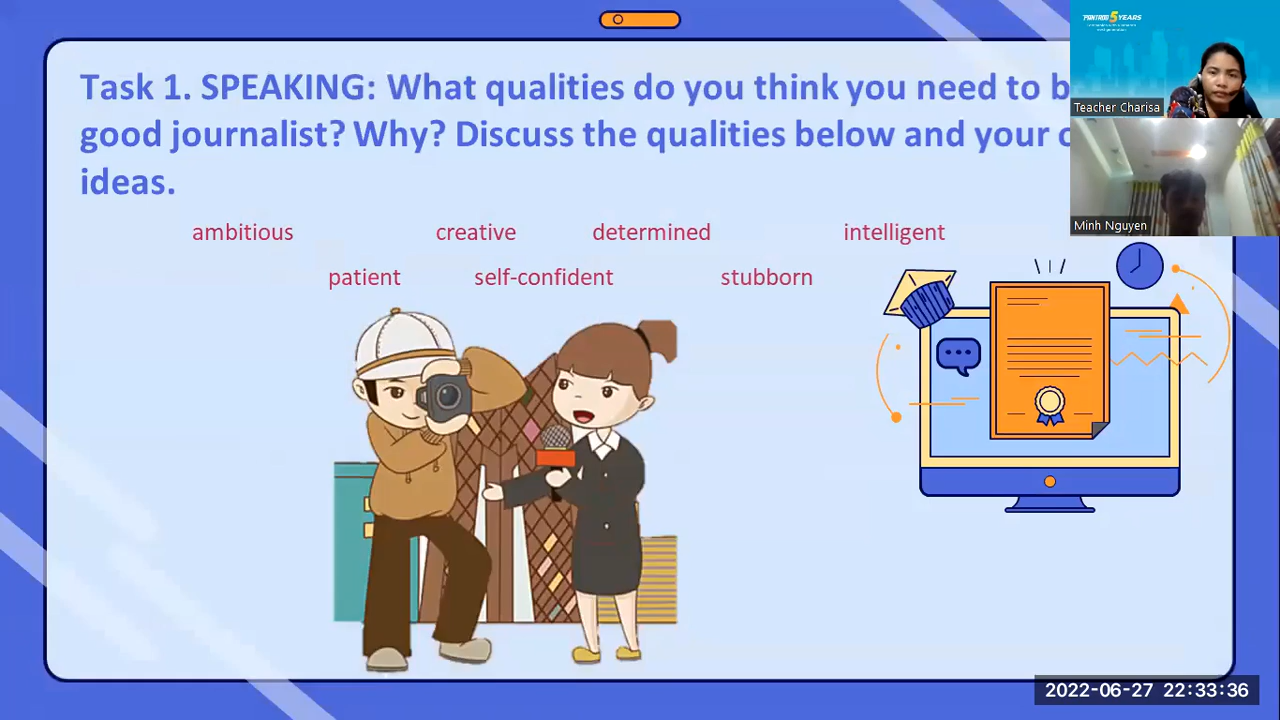 Task 1. SPEAKING: What qualities do you think you need to b
good journalist? Why? Discuss the qualities below and your
ideas.
ambitious creative determined intelligent
patient self-confident stubborn
5 YEARS
Teacher Charisa
Minh Nguyen
2022-06-27 22:33:36